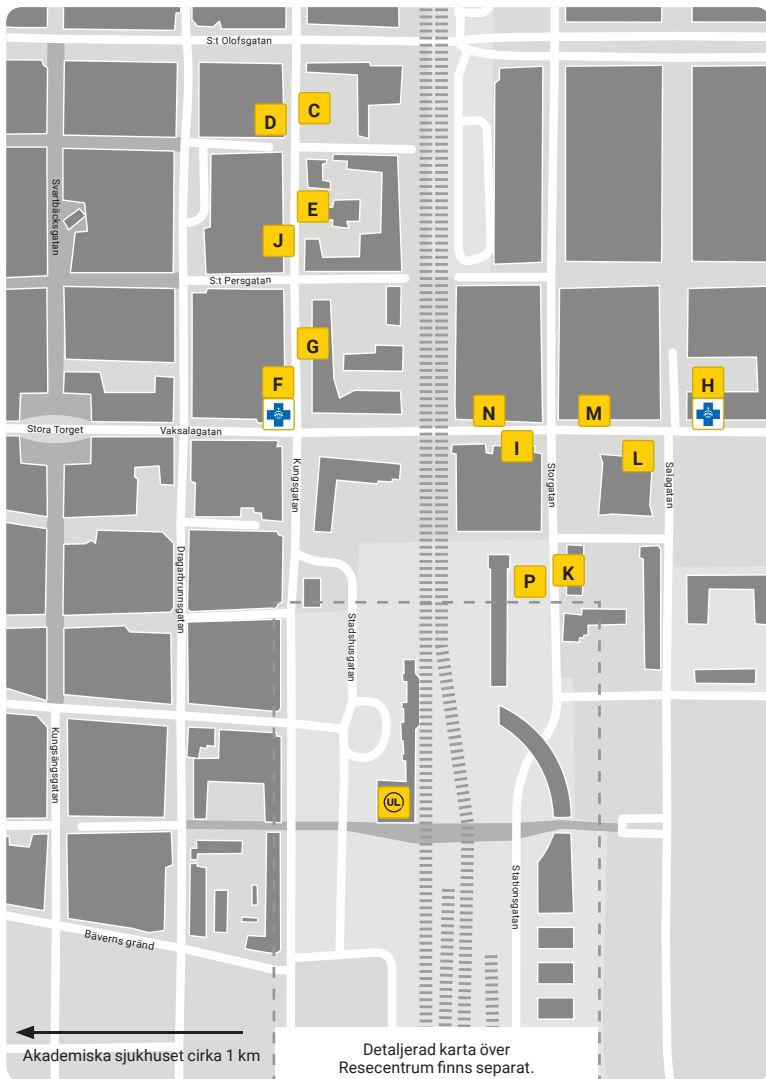 S:t Olofsgatan
C
D
Svartbäcksgatan
E
J
S:t Persgatan
G
F
H
N
M
Stora Torget
Vaksalagatan
I
L
Kungsgatan
Storgatan
Salagatan
Dragarbrunnsgatan
P
K
Stadshusgatan
Kungsängsgatan
UL
Stationsgatan
Bäverns gränd
Akademiska sjukhuset cirka 1 km
Detaljerad karta över
Resecentrum finns separat.